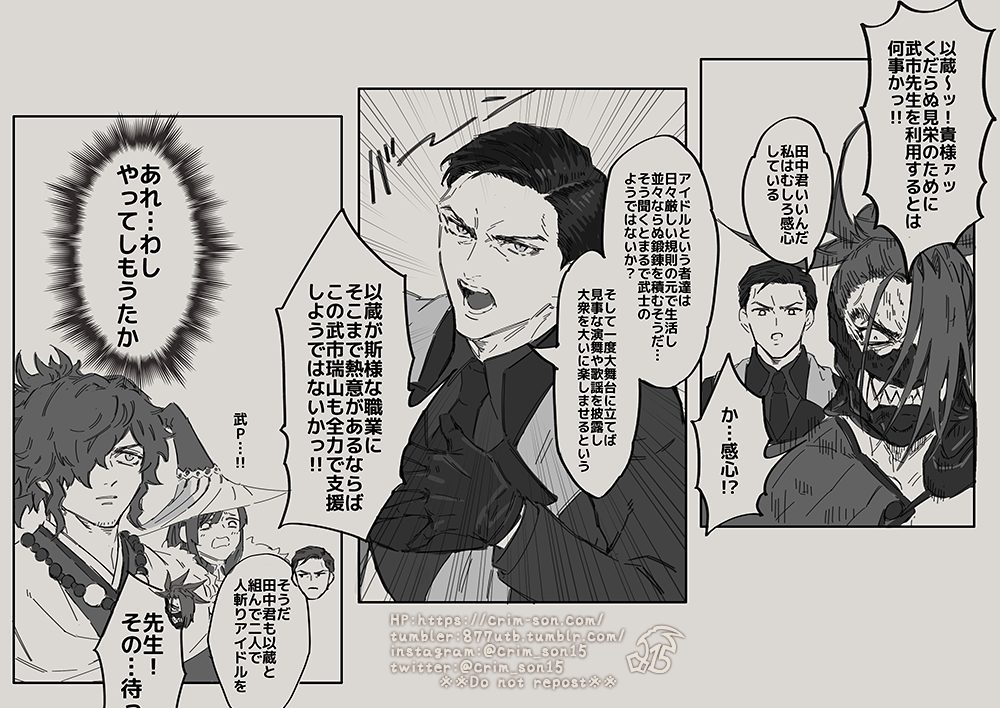 以蔵〜ッ！貴様ァッ
くだらぬ見栄のために
武市先生を利用するとは
何事かっ!!
田中君いいんだ
私はむしろ感心
している
か…感心!?
アイドルという者達は
日々厳しい規則の元で生活し
並々ならぬ鍛錬を積むそうだ…
そう聞くとまるで武士の
ようではないか？
そして一度大舞台に立てば
見事な演舞や歌謡を披露し
大衆を大いに楽しませるという
以蔵が斯様な職業に
そこまで熱意があるならば
この武市瑞山も全力で支援
しようではないかっ!!
あれ…わし
やってしもうたか
武P…!!
そうだ
田中君も以蔵と
組んで二人で
人斬りアイドルを
先生！
その…待っ
HP:https://crim-son.com/
tumbler:877utb.tumblr.com/
instagram:@crim_son15
twitter:@crim_son15
※※Do not repost※※